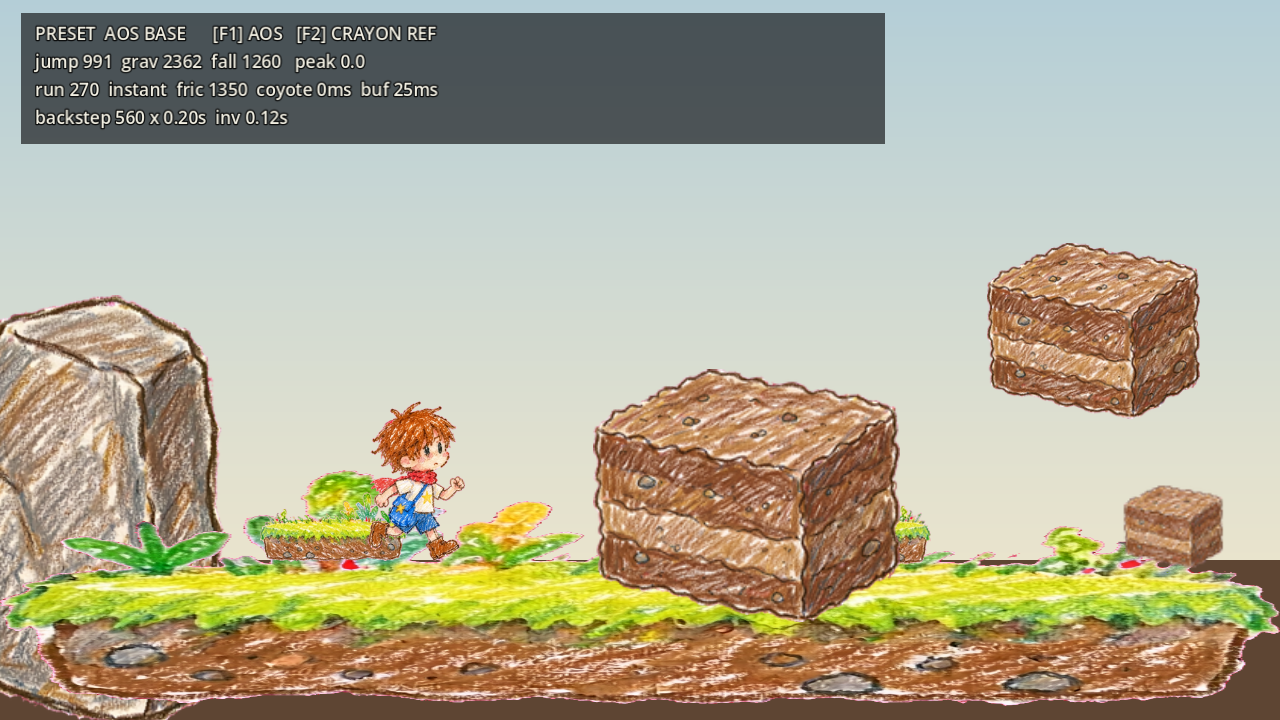 PRESET  AOS BASE     [F1] AOS   [F2] CRAYON REF
jump 991  grav 2362  fall 1260   peak 0.0
run 270  instant  fric 1350  coyote 0ms  buf 25ms
backstep 560 x 0.20s  inv 0.12s